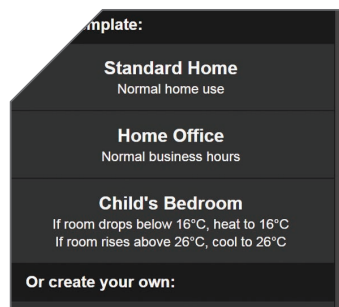 Standard Home
Normal home use
Home Office
Normal business hours
Child's Bedroom
If room drops below 16°C, heat to 16°C
If room rises above 26°C, cool to 26°C
Or create your own: